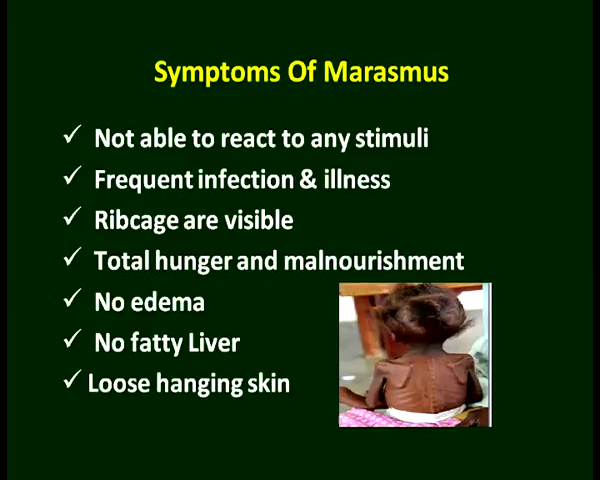 Symptoms Of Marasmus
✓ Not able to react to any stimuli
✓ Frequent infection & illness
✓ Ribcage are visible
✓ Total hunger and malnourishment
✓ No edema
✓ No fatty Liver
✓ Loose hanging skin